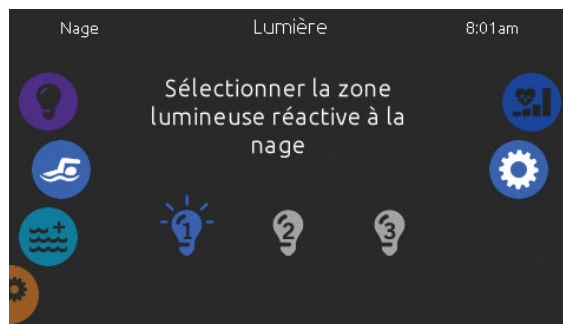 Nage Lumière 8:01am
Sélectionner la zone
lumineuse réactive à la
nage
1 2 3